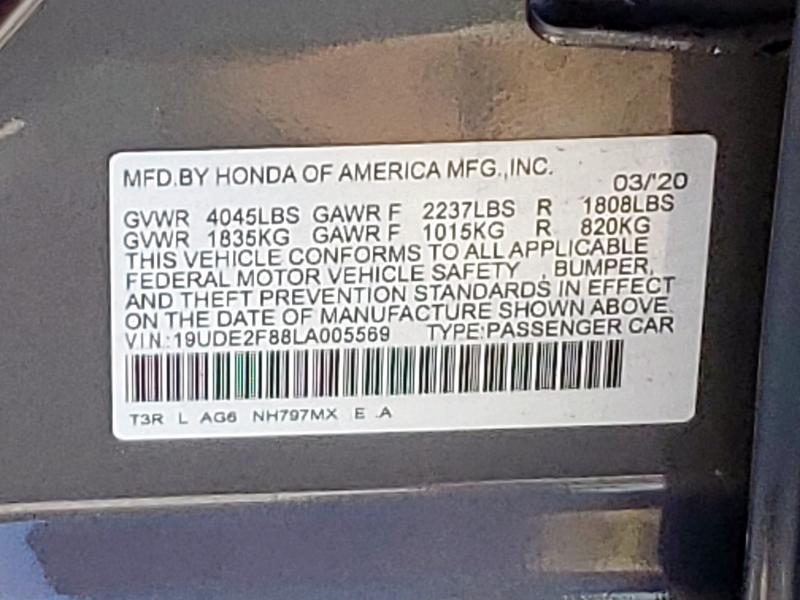 MFD.BY HONDA OF AMERICA MFG.,INC.
03/'20
GVWR 4045LBS GAWR F 2237LBS R 1808LBS
GVWR 1835KG GAWR F 1015KG R 820KG
THIS VEHICLE CONFORMS TO ALL APPLICABLE
FEDERAL MOTOR VEHICLE SAFETY , BUMPER,
AND THEFT PREVENTION STANDARDS IN EFFECT
ON THE DATE OF MANUFACTURE SHOWN ABOVE.
V.I.N.:19UDE2F88LA005569 TYPE:PASSENGER CAR
T3R L AG6 NH797MX E .A